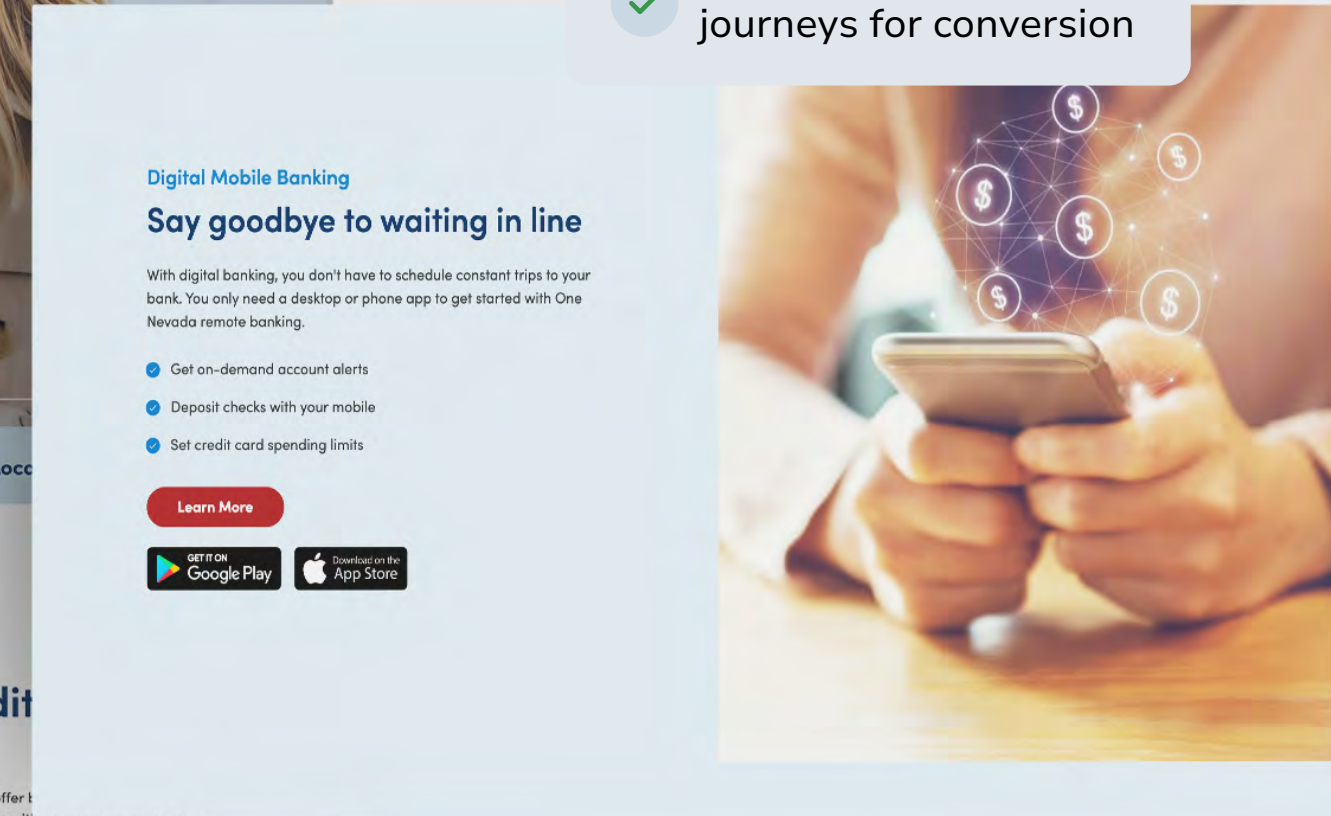 journeys for conversion
Digital Mobile Banking
Say goodbye to waiting in line
With digital banking, you don't have to schedule constant trips to your
bank. You only need a desktop or phone app to get started with One
Nevada remote banking.
Get on-demand account alerts
Deposit checks with your mobile
Set credit card spending limits
Learn More
GET IT ON
Google Play
Download on the
App Store
$
$
$
$
$
$